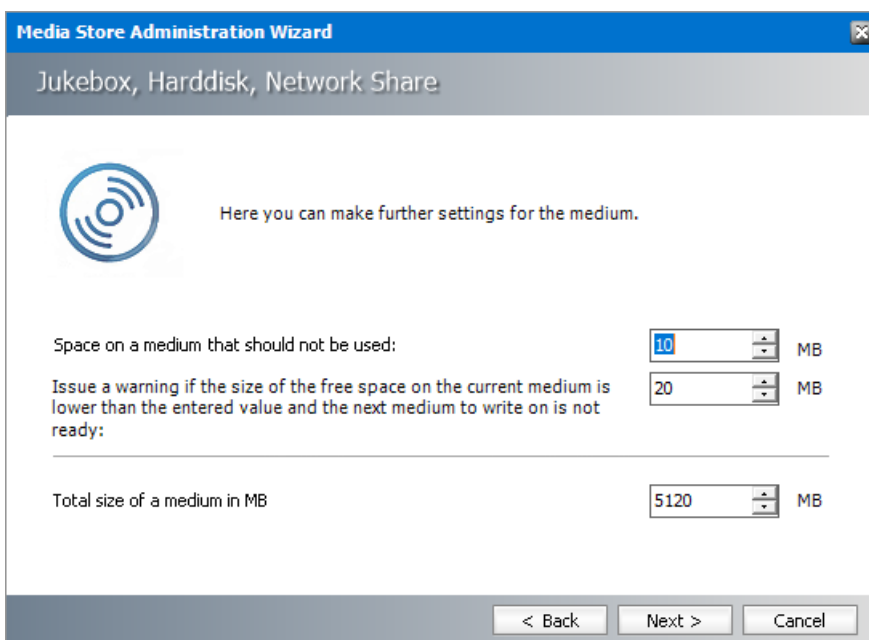 Media Store Administration Wizard
Jukebox, Harddisk, Network Share
Here you can make further settings for the medium.
Space on a medium that should not be used:
10
MB
Issue a warning if the size of the free space on the current medium is
lower than the entered value and the next medium to write on is not
ready:
20
MB
Total size of a medium in MB
5120
MB
< Back
Next >
Cancel